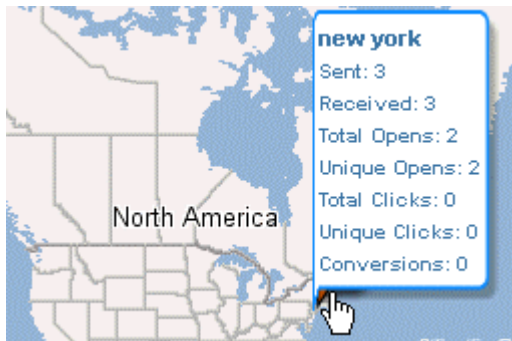 new york
Sent: 3
Received: 3
Total Opens: 2
Unique Opens: 2
Total Clicks: 0
Unique Clicks: 0
Conversions: 0
North America